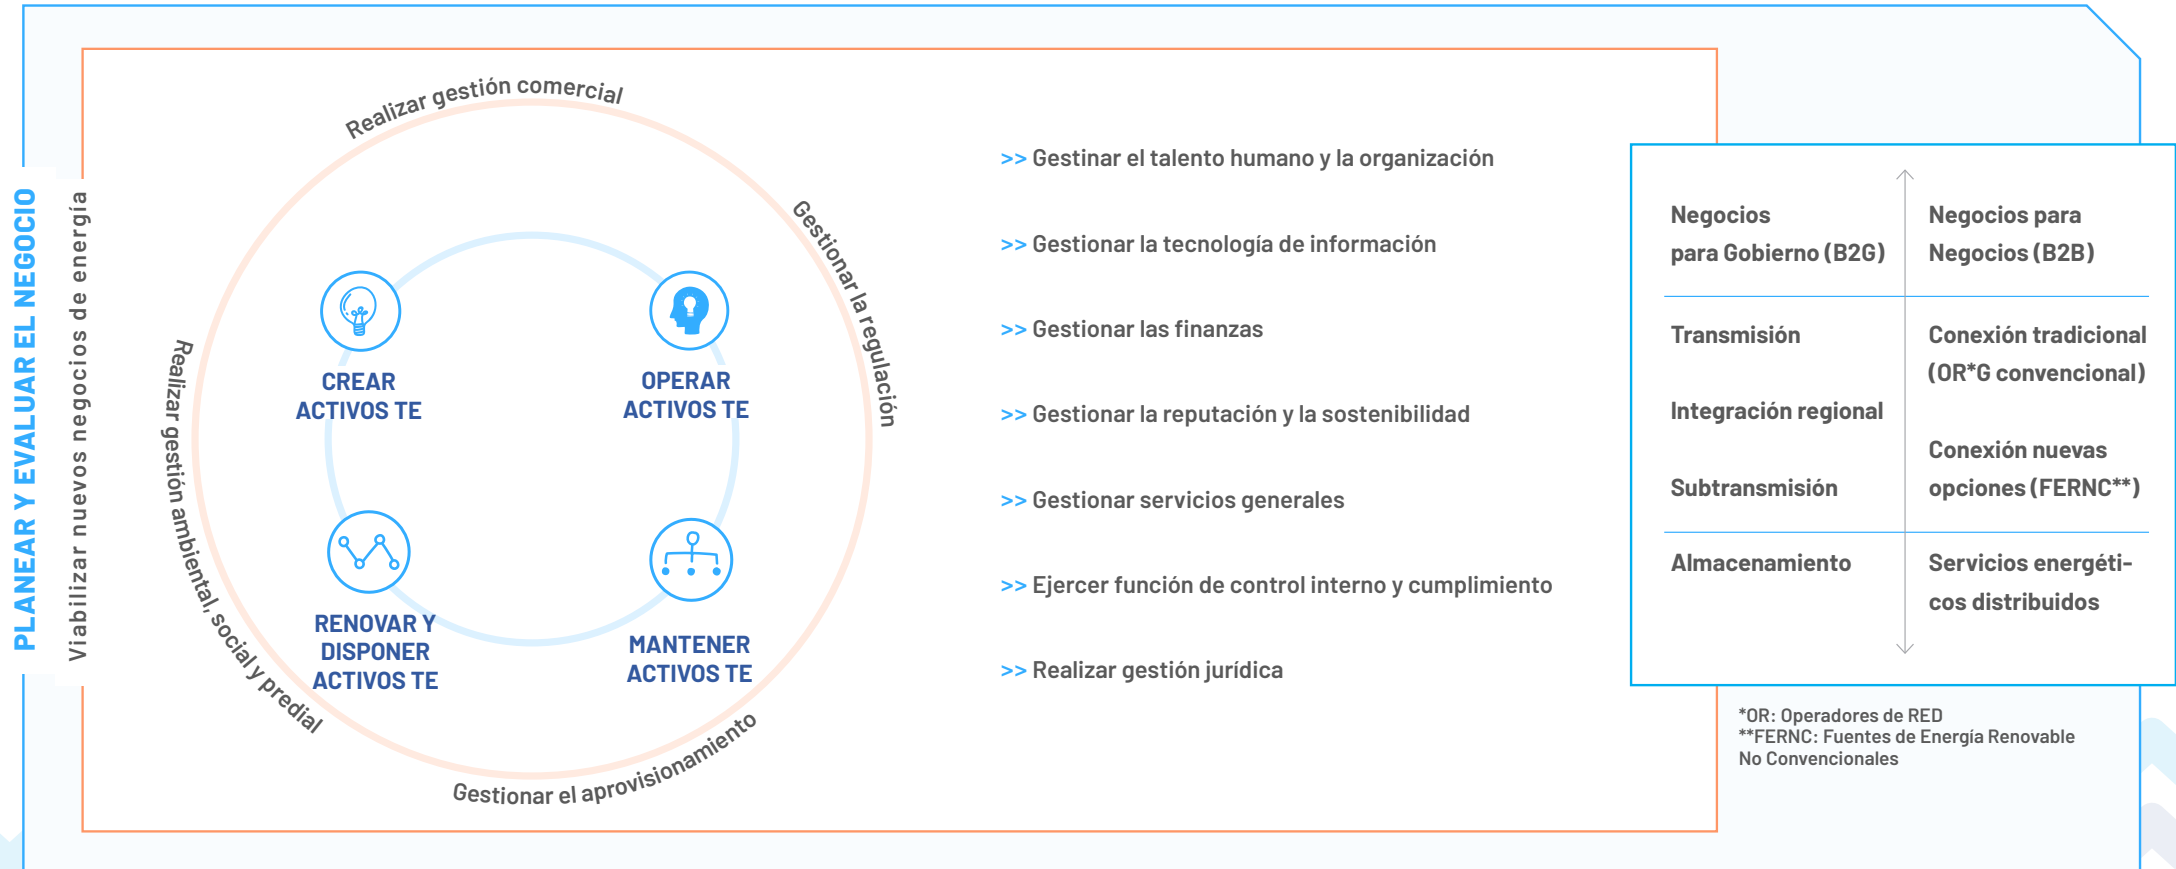 PLANEAR Y EVALUAR EL NEGOCIO
Viabilizar nuevos negocios de energía
Realizar gestión comercial
Gestionar la regulación
Realizar gestión ambiental, social y predial
Gestionar el aprovisionamiento
CREAR
ACTIVOS TE
OPERAR
ACTIVOS TE
RENOVAR Y
DISPONER
ACTIVOS TE
MANTENER
ACTIVOS TE
>> Gestinar el talento humano y la organización
>> Gestionar la tecnología de información
>> Gestionar las finanzas
>> Gestionar la reputación y la sostenibilidad
>> Gestionar servicios generales
>> Ejercer función de control interno y cumplimiento
>> Realizar gestión jurídica
Negocios
para Gobierno (B2G)
Negocios para
Negocios (B2B)
Transmisión
Integración regional
Subtransmisión
Conexión tradicional
(OR*G convencional)
Conexión nuevas
opciones (FERNC**)
Almacenamiento
Servicios energéti-
cos distribuidos
*OR: Operadores de RED
**FERNC: Fuentes de Energía Renovable
No Convencionales